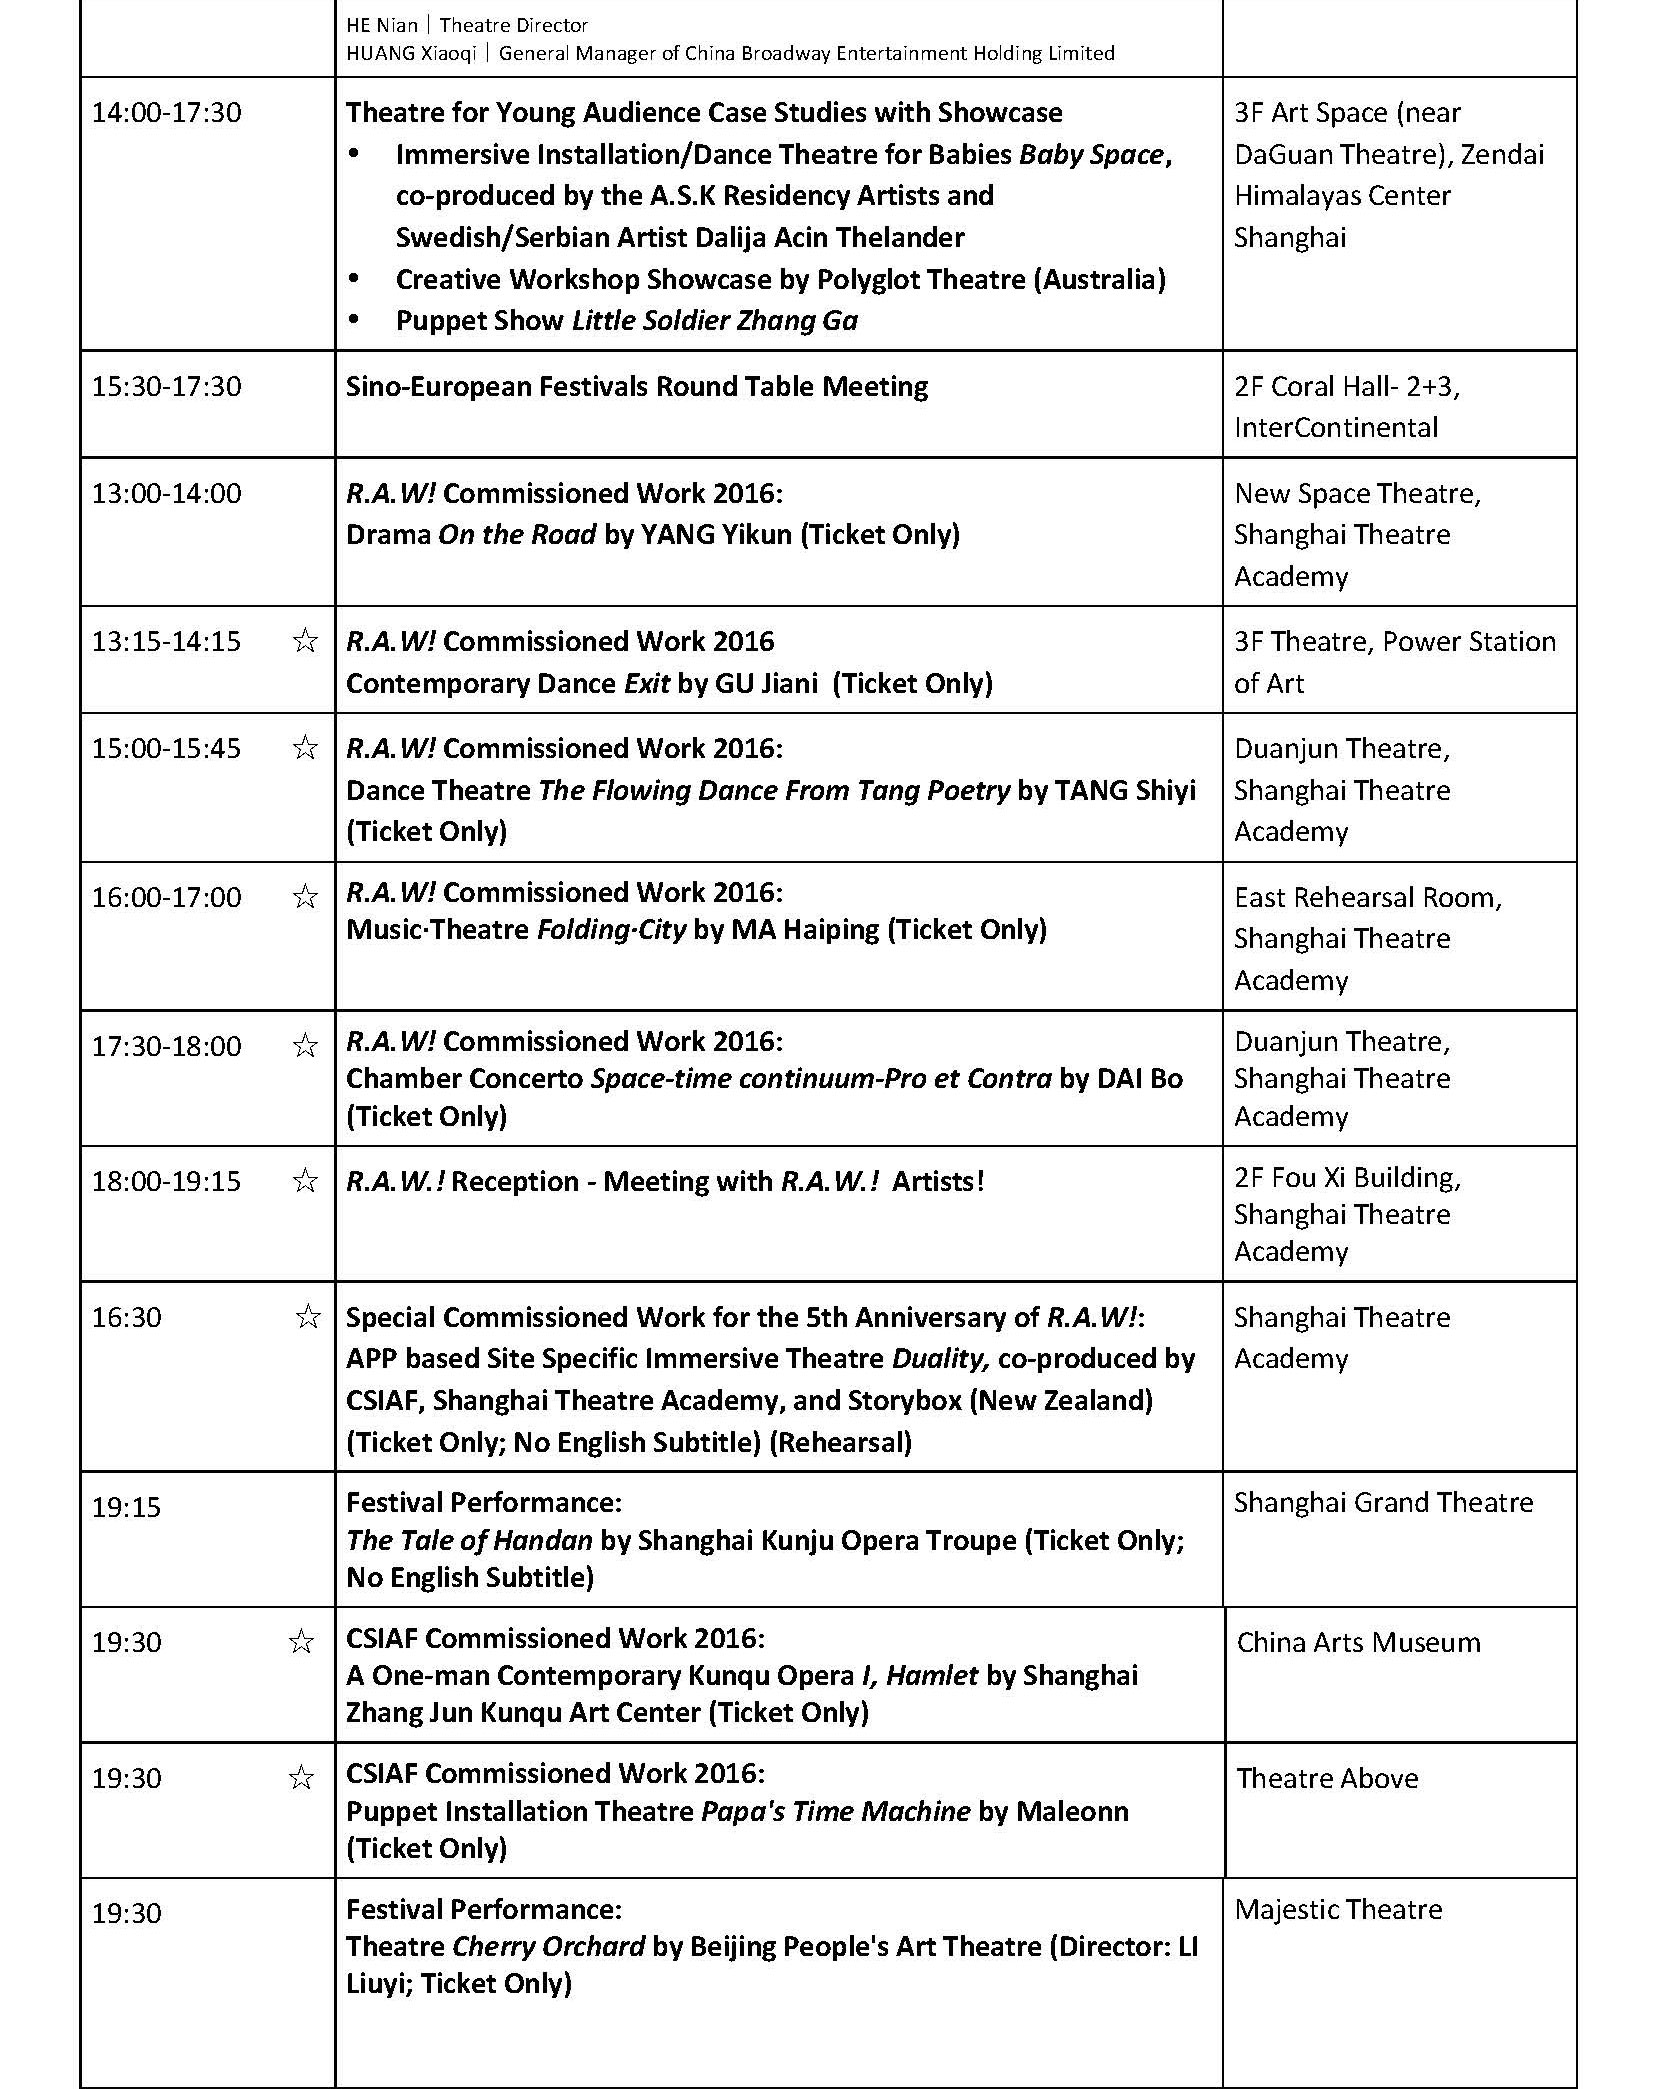 HE Nian｜Theatre Director
HUANG Xiaoqi｜General Manager of China Broadway Entertainment Holding Limited
14:00-17:30
Theatre for Young Audience Case Studies with Showcase
• Immersive Installation/Dance Theatre for Babies Baby Space,
co-produced by the A.S.K Residency Artists and
Swedish/Serbian Artist Dalija Acin Thelander
• Creative Workshop Showcase by Polyglot Theatre (Australia)
• Puppet Show Little Soldier Zhang Ga
3F Art Space (near
DaGuan Theatre), Zendai
Himalayas Center
Shanghai
15:30-17:30
Sino-European Festivals Round Table Meeting
2F Coral Hall- 2+3,
InterContinental
13:00-14:00
R.A.W! Commissioned Work 2016:
Drama On the Road by YANG Yikun (Ticket Only)
New Space Theatre,
Shanghai Theatre
Academy
13:15-14:15 ☆
R.A.W! Commissioned Work 2016
Contemporary Dance Exit by GU Jiani (Ticket Only)
3F Theatre, Power Station
of Art
15:00-15:45 ☆
R.A.W! Commissioned Work 2016:
Dance Theatre The Flowing Dance From Tang Poetry by TANG Shiyi
(Ticket Only)
Duanjun Theatre,
Shanghai Theatre
Academy
16:00-17:00 ☆
R.A.W! Commissioned Work 2016:
Music·Theatre Folding·City by MA Haiping (Ticket Only)
East Rehearsal Room,
Shanghai Theatre
Academy
17:30-18:00 ☆
R.A.W! Commissioned Work 2016:
Chamber Concerto Space-time continuum-Pro et Contra by DAI Bo
(Ticket Only)
Duanjun Theatre,
Shanghai Theatre
Academy
18:00-19:15 ☆
R.A.W.! Reception - Meeting with R.A.W.! Artists!
2F Fou Xi Building,
Shanghai Theatre
Academy
16:30 ☆
Special Commissioned Work for the 5th Anniversary of R.A.W!:
APP based Site Specific Immersive Theatre Duality, co-produced by
CSIAF, Shanghai Theatre Academy, and Storybox (New Zealand)
(Ticket Only; No English Subtitle) (Rehearsal)
Shanghai Theatre
Academy
19:15
Festival Performance:
The Tale of Handan by Shanghai Kunju Opera Troupe (Ticket Only;
No English Subtitle)
Shanghai Grand Theatre
19:30 ☆
CSIAF Commissioned Work 2016:
A One-man Contemporary Kunqu Opera I, Hamlet by Shanghai
Zhang Jun Kunqu Art Center (Ticket Only)
China Arts Museum
19:30 ☆
CSIAF Commissioned Work 2016:
Puppet Installation Theatre Papa's Time Machine by Maleonn
(Ticket Only)
Theatre Above
19:30
Festival Performance:
Theatre Cherry Orchard by Beijing People's Art Theatre (Director: LI
Liuyi; Ticket Only)
Majestic Theatre